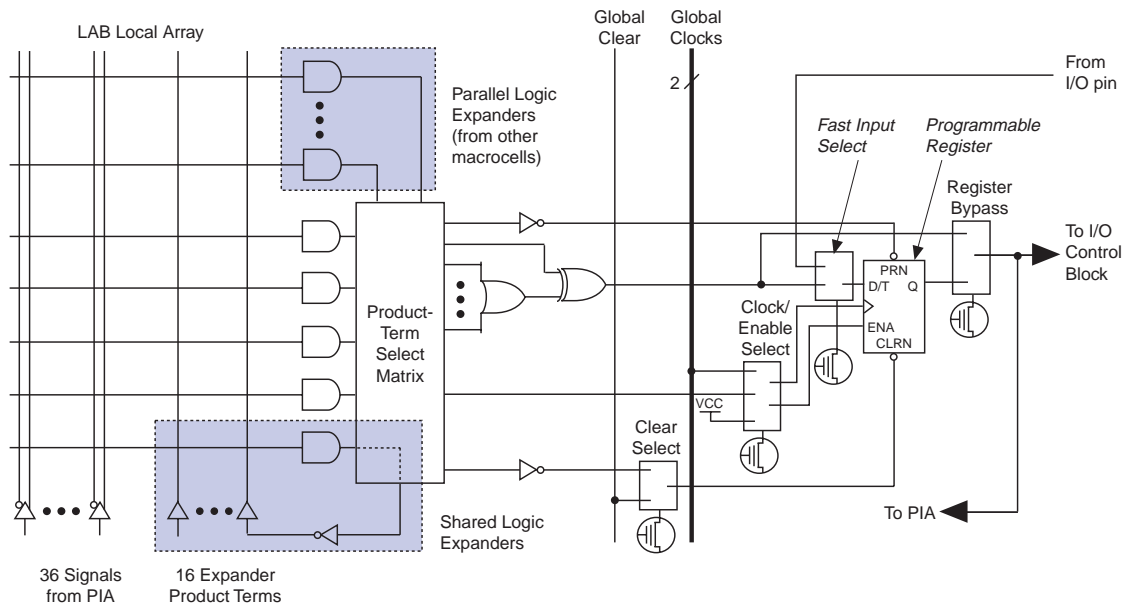 LAB Local Array
Global
Clear
Global
Clocks
2
From
I/O pin
Parallel Logic
Expanders
(from other
macrocells)
Fast Input
Select
Programmable
Register
Register
Bypass
To I/O
Control
Block
PRN
D/T Q
ENA
CLRN
Product-
Term
Select
Matrix
Clock/
Enable
Select
VCC
Clear
Select
To PIA
Shared Logic
Expanders
36 Signals
from PIA
16 Expander
Product Terms